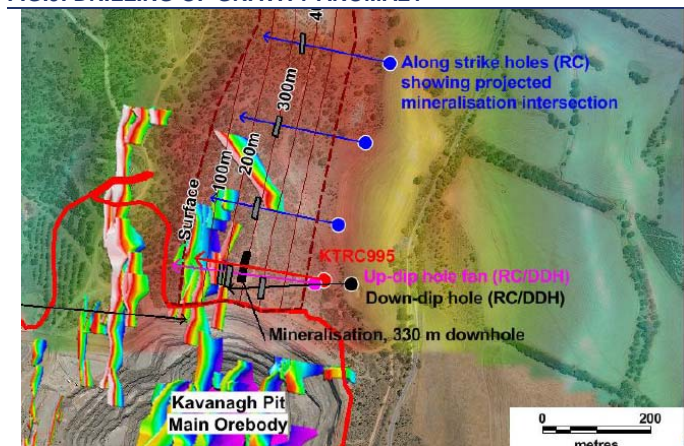 40
Along strike holes (RC)
showing projected
mineralisation intersection
300m
200m
100m
Surface
KTRC995
Up-dip hole fan (RC/DDH)
Down-dip hole (RC/DDH)
Mineralisation, 330 m downhole
Kavanagh Pit
Main Orebody
0 200
metres